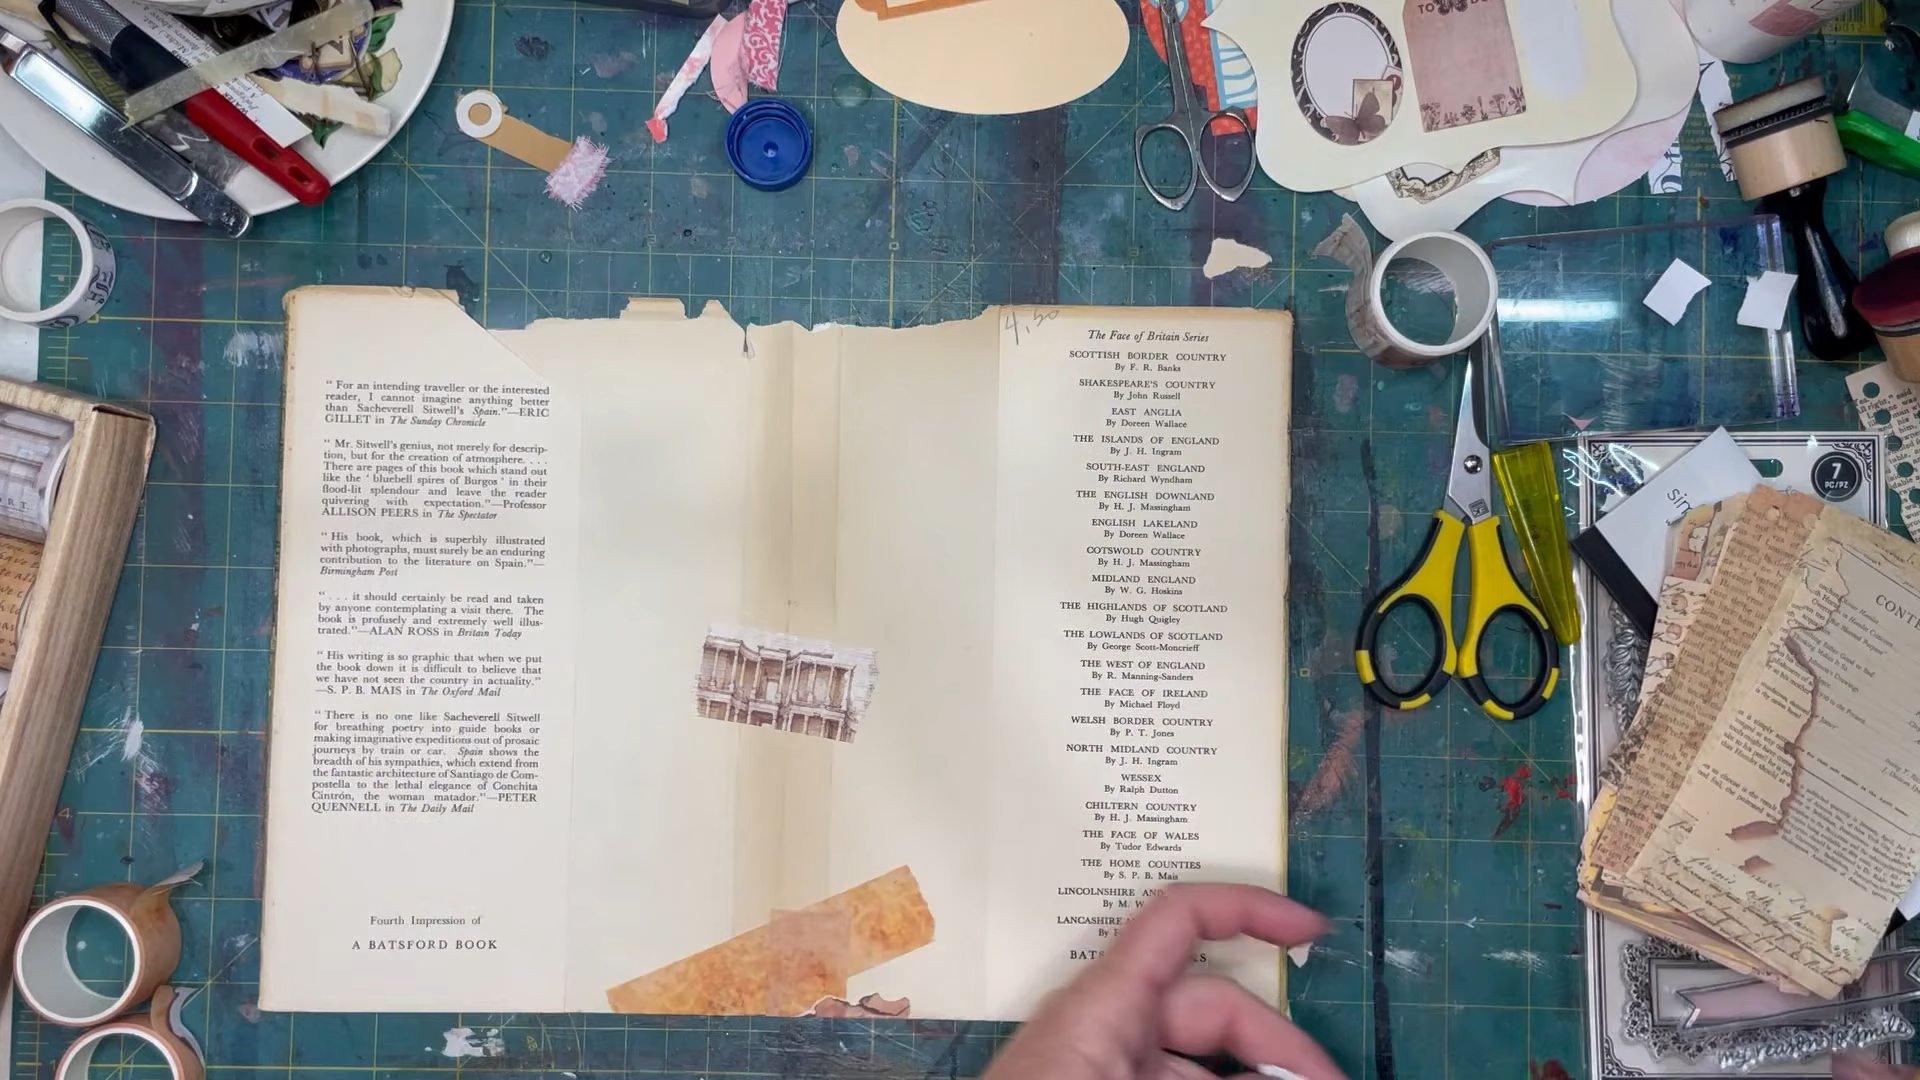 4,50
" For an intending traveller or the interested
reader, I cannot imagine anything better
than Sacheverell Sitwell's Spain."—ERIC
GILLET in The Sunday Chronicle
" Mr. Sitwell's genius, not merely for descrip-
tion, but for the creation of atmosphere. . . .
There are pages of this book which stand out
like the ' bluebell spires of Burgos ' in their
flood-lit splendour and leave the reader
quivering with expectation."—Professor
ALLISON PEERS in The Spectator
" His book, which is superbly illustrated
with photographs, must surely be an enduring
contribution to the literature on Spain."—
Birmingham Post
" . . . it should certainly be read and taken
by anyone contemplating a visit there. The
book is profusely and extremely well illus-
trated."—ALAN ROSS in Britain Today
" His writing is so graphic that when we put
the book down it is difficult to believe that
we have not seen the country in actuality."
—S. P. B. MAIS in The Oxford Mail
" There is no one like Sacheverell Sitwell
for breathing poetry into guide books or
making imaginative expeditions out of prosaic
journeys by train or car. Spain shows the
breadth of his sympathies, which extend from
the fantastic architecture of Santiago de Com-
postella to the lethal elegance of Conchita
Cintrón, the woman matador."—PETER
QUENNELL in The Daily Mail
Fourth Impression of
A BATSFORD BOOK
The Face of Britain Series
SCOTTISH BORDER COUNTRY
By F. R. Banks
SHAKESPEARE'S COUNTRY
By John Russell
EAST ANGLIA
By Doreen Wallace
THE ISLANDS OF ENGLAND
By J. H. Ingram
SOUTH-EAST ENGLAND
By Richard Wyndham
THE ENGLISH DOWNLAND
By H. J. Massingham
ENGLISH LAKELAND
By Doreen Wallace
COTSWOLD COUNTRY
By H. J. Massingham
MIDLAND ENGLAND
By W. G. Hoskins
THE HIGHLANDS OF SCOTLAND
By Hugh Quigley
THE LOWLANDS OF SCOTLAND
By George Scott-Moncrieff
THE WEST OF ENGLAND
By R. Manning-Sanders
THE FACE OF IRELAND
By Michael Floyd
WELSH BORDER COUNTRY
By P. T. Jones
NORTH MIDLAND COUNTRY
By J. H. Ingram
WESSEX
By Ralph Dutton
CHILTERN COUNTRY
By H. J. Massingham
THE FACE OF WALES
By Tudor Edwards
THE HOME COUNTIES
By S. P. B. Mais
LINCOLNSHIRE AND
By M. W
LANCASHIRE
By
BATS
KS
TO DO
7
PC/PZ
sim
CONT
my reason to smile